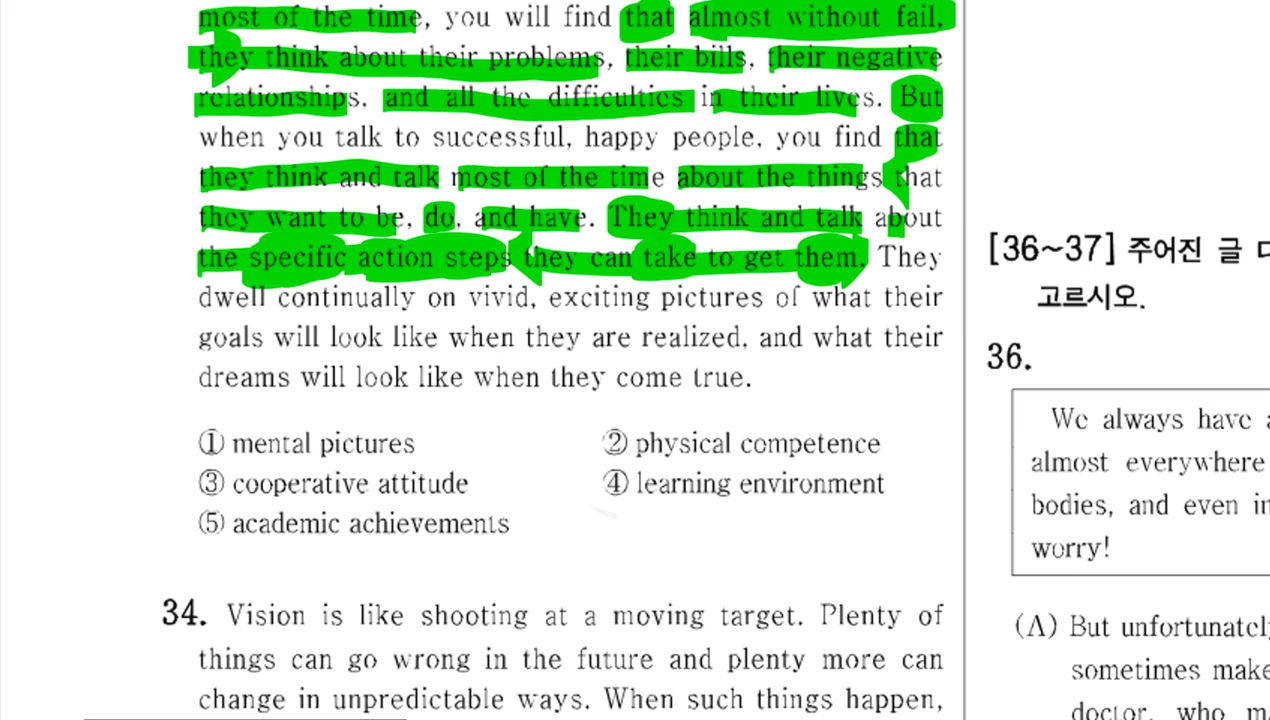 most of the time, you will find that almost without fail,
they think about their problems, their bills, their negative
relationships, and all the difficulties in their lives. But
when you talk to successful, happy people, you find that
they think and talk most of the time about the things that
they want to be, do, and have. They think and talk about
the specific action steps they can take to get them. They
dwell continually on vivid, exciting pictures of what their
goals will look like when they are realized, and what their
dreams will look like when they come true.
① mental pictures ② physical competence
③ cooperative attitude ④ learning environment
⑤ academic achievements
34. Vision is like shooting at a moving target. Plenty of
things can go wrong in the future and plenty more can
change in unpredictable ways. When such things happen,
[36~37] 주어진 글 다
고르시오.
36.
We always have a
almost everywhere
bodies, and even in
worry!
(A) But unfortunately
sometimes make
doctor, who m